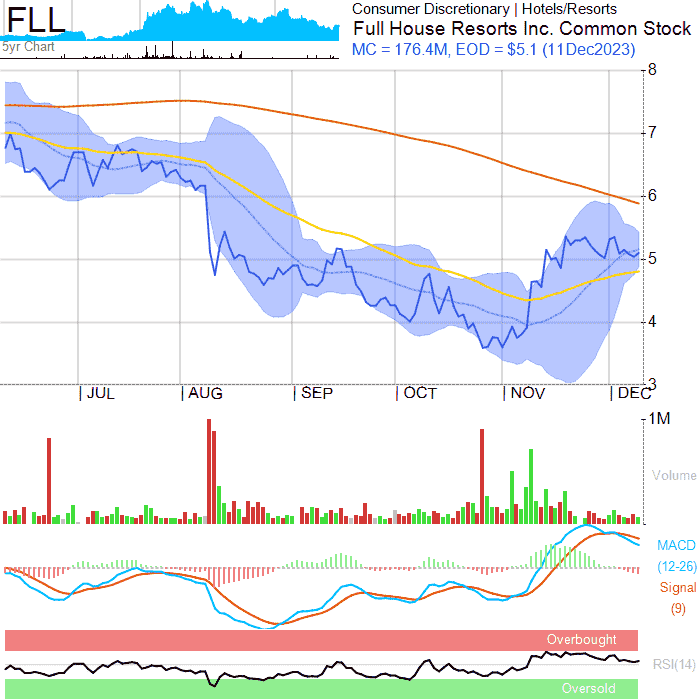 FLL
5yr Chart
Consumer Discretionary | Hotels/Resorts
Full House Resorts Inc. Common Stock
MC = 176.4M, EOD = $5.1 (11Dec2023)
8
7
6
5
4
3
JUL AUG SEP OCT NOV DEC
1M
Volume
MACD
(12-26)
Signal
(9)
Overbought
RSI(14)
Oversold